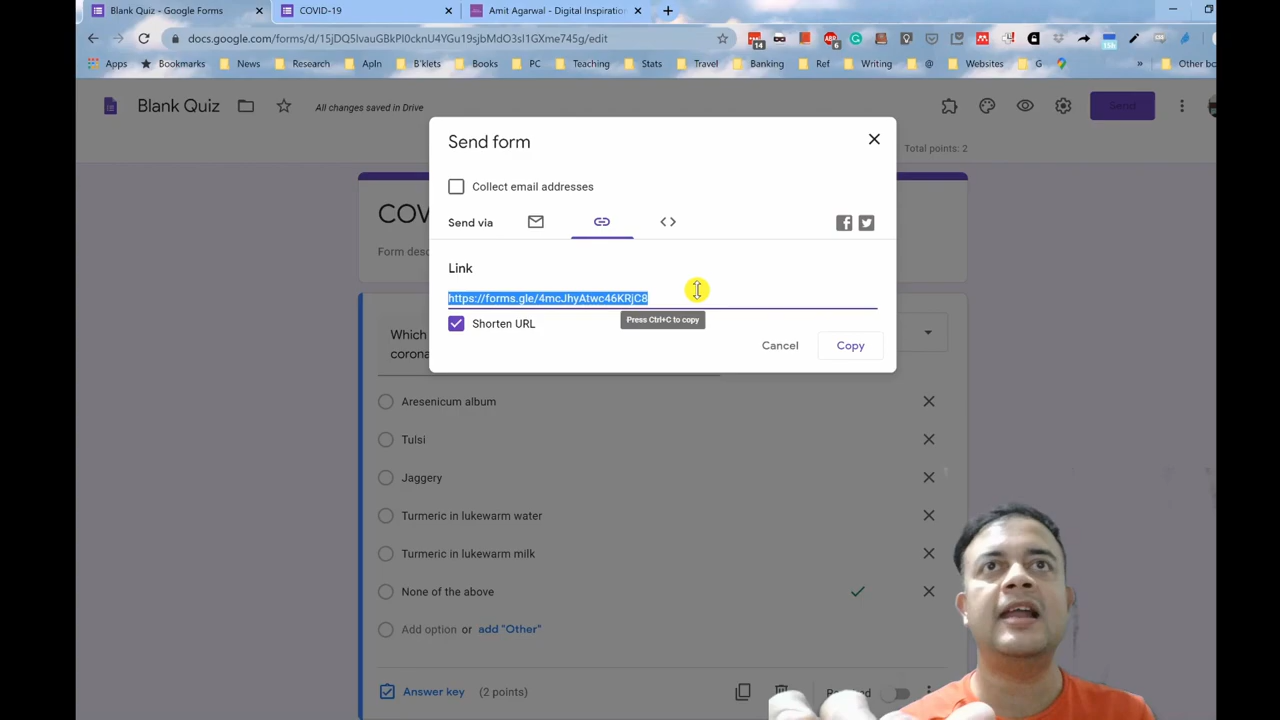 Blank Quiz - Google Forms
COVID-19
Amit Agarwal - Digital Inspiration
docs.google.com/forms/d/15jDQ5lvauGBkPl0cknU4YGu19sjbMdO3sl1GXme745g/edit
14
6
15h
Apps Bookmarks News Research Apln B'klets Books PC Teaching Stats Travel Banking Ref Writing @ Websites G » Other bo
Blank Quiz All changes saved in Drive Send
Total points: 2
Send form
Collect email addresses
COV
Send via
Form desc
Link
https://forms.gle/4mcJhyAtwc46KRjC8
Press Ctrl+C to copy
Shorten URL
Which
Cancel Copy
corona
Aresenicum album
Tulsi
Jaggery
Turmeric in lukewarm water
Turmeric in lukewarm milk
None of the above
Add option or add "Other"
Answer key (2 points)